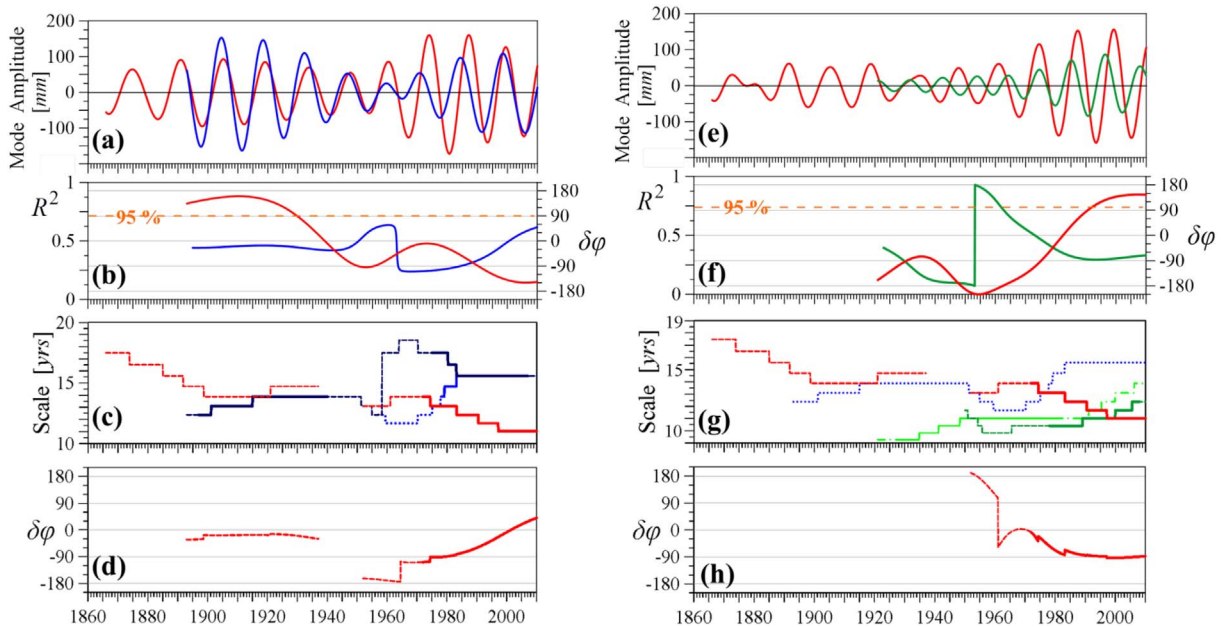 200
100
0
-100
Mode Amplitude
[mm]
(a)
1
0.5
0
R²
95 %
180
90
0
-90
-180
δφ
(b)
20
15
10
Scale [yrs]
(c)
180
90
0
-90
-180
δφ
(d)
1860 1880 1900 1920 1940 1960 1980 2000
200
100
0
-100
Mode Amplitude
[mm]
(e)
1
0.5
0
R²
95 %
180
90
0
-90
-180
δφ
(f)
19
15
10
Scale [yrs]
(g)
180
90
0
-90
-180
δφ
(h)
1860 1880 1900 1920 1940 1960 1980 2000